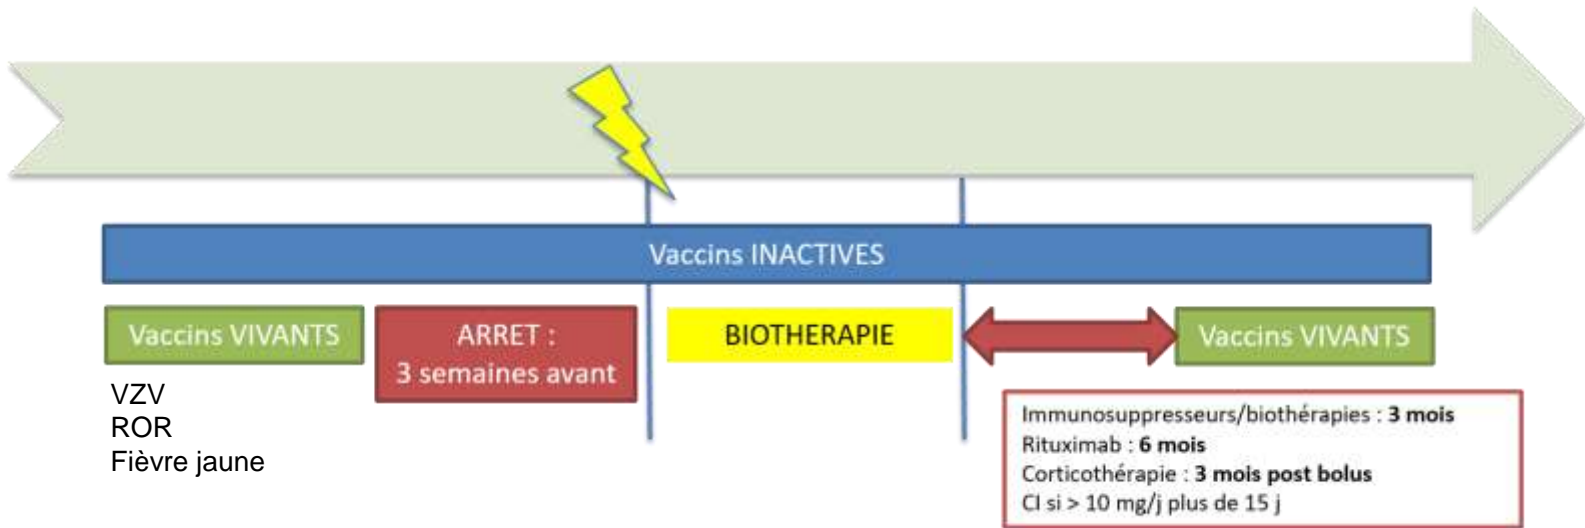 Vaccins INACTIVES
Vaccins VIVANTS
ARRET :
3 semaines avant
BIOTHERAPIE
Vaccins VIVANTS
VZV
ROR
Fièvre jaune
Immunosuppresseurs/biothérapies : 3 mois
Rituximab : 6 mois
Corticothérapie : 3 mois post bolus
CI si > 10 mg/j plus de 15 j